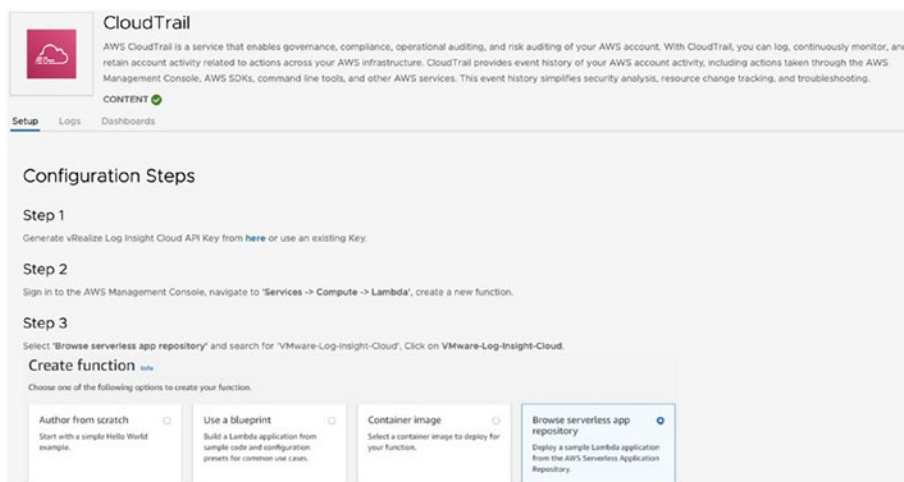 CloudTrail
AWS CloudTrail is a service that enables governance, compliance, operational auditing, and risk auditing of your AWS account. With CloudTrail, you can log, continuously monitor, and
retain account activity related to actions across your AWS infrastructure. CloudTrail provides event history of your AWS account activity, including actions taken through the AWS
Management Console, AWS SDKs, command line tools, and other AWS services. This event history simplifies security analysis, resource change tracking, and troubleshooting.
CONTENT
Setup Logs Dashboards
Configuration Steps
Step 1
Generate vRealize Log Insight Cloud API Key from here or use an existing Key.
Step 2
Sign in to the AWS Management Console, navigate to 'Services -> Compute -> Lambda', create a new function.
Step 3
Select 'Browse serverless app repository' and search for 'VMware-Log-Insight-Cloud', Click on VMware-Log-Insight-Cloud.
Create function Info
Choose one of the following options to create your function.
Author from scratch
Start with a simple Hello World
example.
Use a blueprint
Build a Lambda application from
sample code and configuration
presets for common use cases.
Container image
Select a container image to deploy for
your function.
Browse serverless app
repository
Deploy a sample Lambda application
from the AWS Serverless Application
Repository.